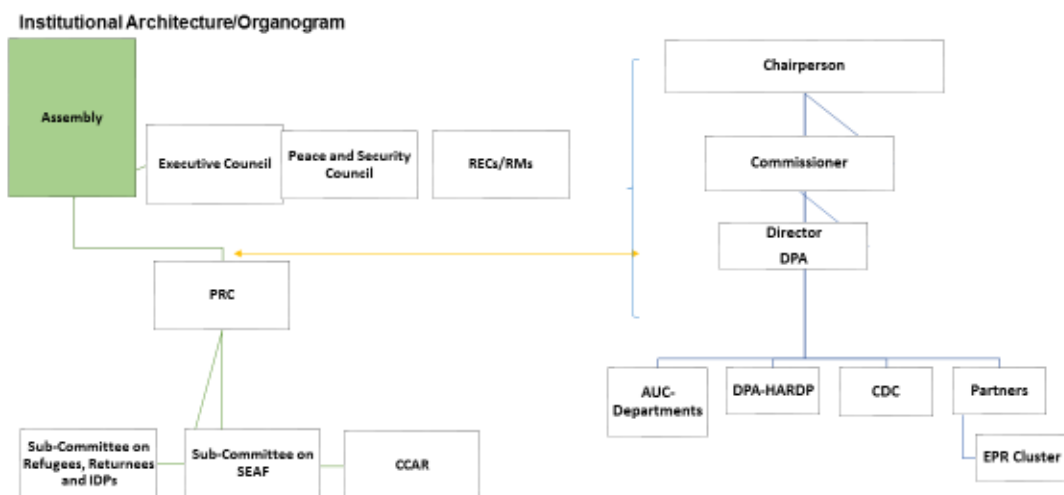 Institutional Architecture/Organogram
Assembly
Executive Council
Peace and Security
Council
RECs/RMs
PRC
Sub-Committee on
Refugees, Returnees
and IDPs
Sub-Committee on
SEAF
CCAR
Chairperson
Commissioner
Director
DPA
AUC-
Departments
DPA-HARDP
CDC
Partners
EPR Cluster